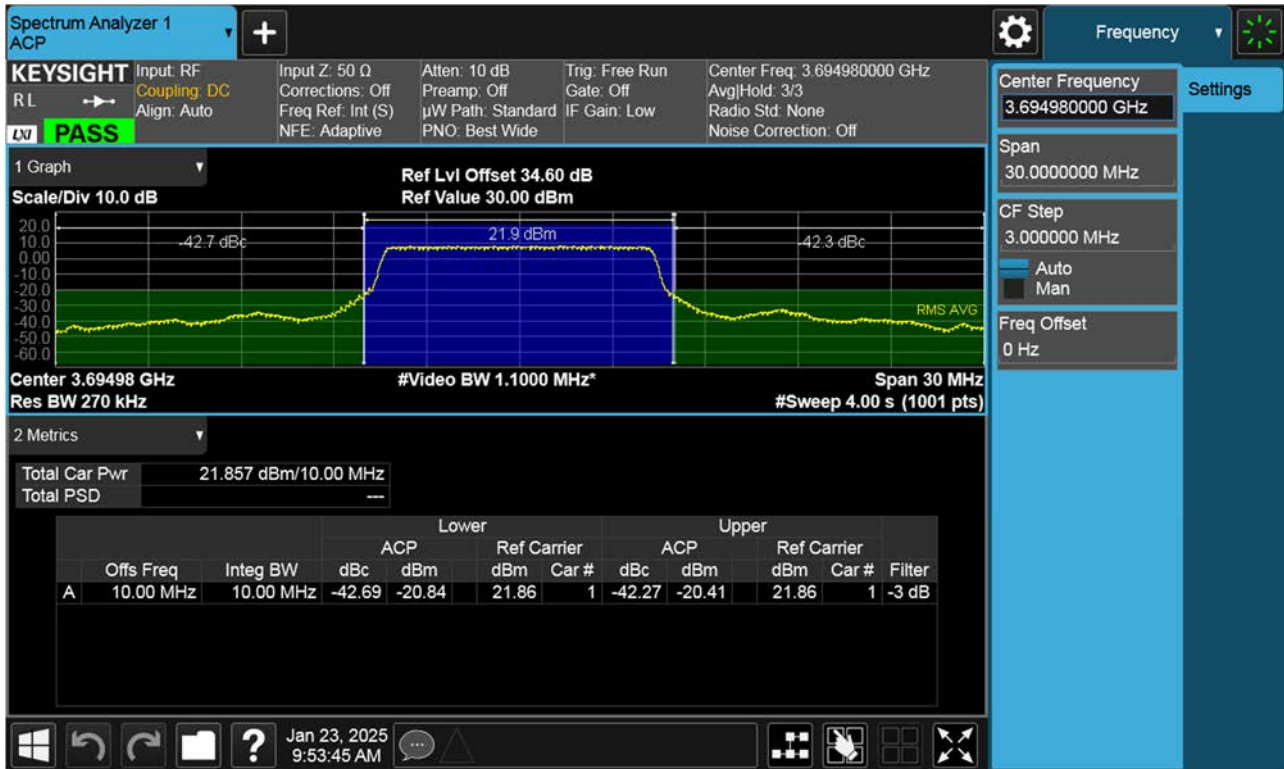 Spectrum Analyzer 1
ACP
+
Frequency
KEYSIGHT
RL
LXI
PASS
Input: RF
Coupling: DC
Align: Auto
Input Z: 50 Ω
Corrections: Off
Freq Ref: Int (S)
NFE: Adaptive
Atten: 10 dB
Preamp: Off
µW Path: Standard
PNO: Best Wide
Trig: Free Run
Gate: Off
IF Gain: Low
Center Freq: 3.694980000 GHz
Avg|Hold: 3/3
Radio Std: None
Noise Correction: Off
Center Frequency
3.694980000 GHz
Settings
Span
30.0000000 MHz
CF Step
3.000000 MHz
Auto
Man
Freq Offset
0 Hz
1 Graph
Scale/Div 10.0 dB
Ref Lvl Offset 34.60 dB
Ref Value 30.00 dBm
20.0
10.0
0.00
-10.0
-20.0
-30.0
-40.0
-50.0
-60.0
-42.7 dBc
21.9 dBm
-42.3 dBc
RMS AVG
Center 3.69498 GHz
#Video BW 1.1000 MHz*
Span 30 MHz
Res BW 270 kHz
#Sweep 4.00 s (1001 pts)
2 Metrics
Total Car Pwr 21.857 dBm/10.00 MHz
Total PSD ---
Lower Upper
ACP Ref Carrier ACP Ref Carrier
Offs Freq Integ BW dBc dBm dBm Car # dBc dBm dBm Car # Filter
A 10.00 MHz 10.00 MHz -42.69 -20.84 21.86 1 -42.27 -20.41 21.86 1 -3 dB
?
Jan 23, 2025
9:53:45 AM